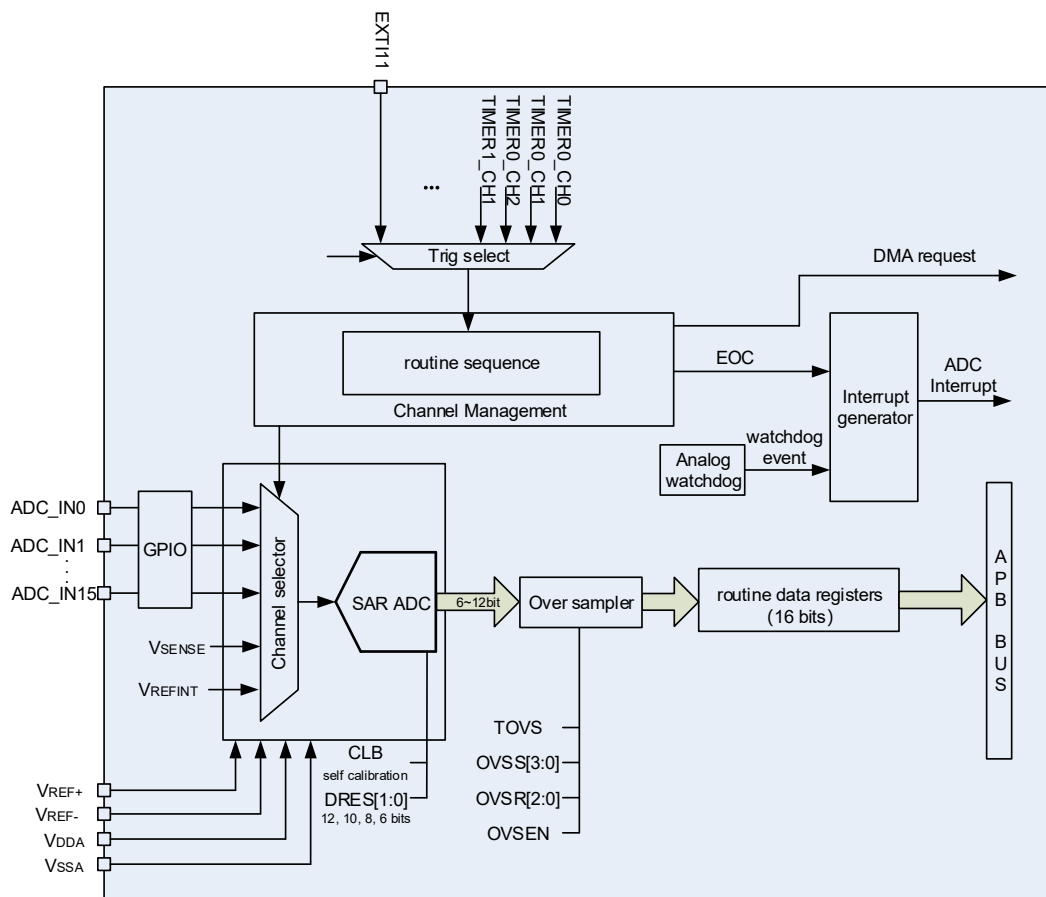 EXTI11
TIMER1_CH1
TIMER0_CH2
TIMER0_CH1
TIMER0_CH0
...
Trig select
DMA request
routine sequence
Channel Management
EOC
Interrupt
generator
ADC
Interrupt
Analog
watchdog
watchdog
event
ADC_IN0
ADC_IN1
ADC_IN15
GPIO
VSENSE
VREFINT
Channel selector
SAR ADC
6~12bit
Over sampler
routine data registers
(16 bits)
APB BUS
CLB
self calibration
DRES[1:0]
12, 10, 8, 6 bits
TOVS
OVSS[3:0]
OVSR[2:0]
OVSEN
VREF+
VREF-
VDDA
VSSA